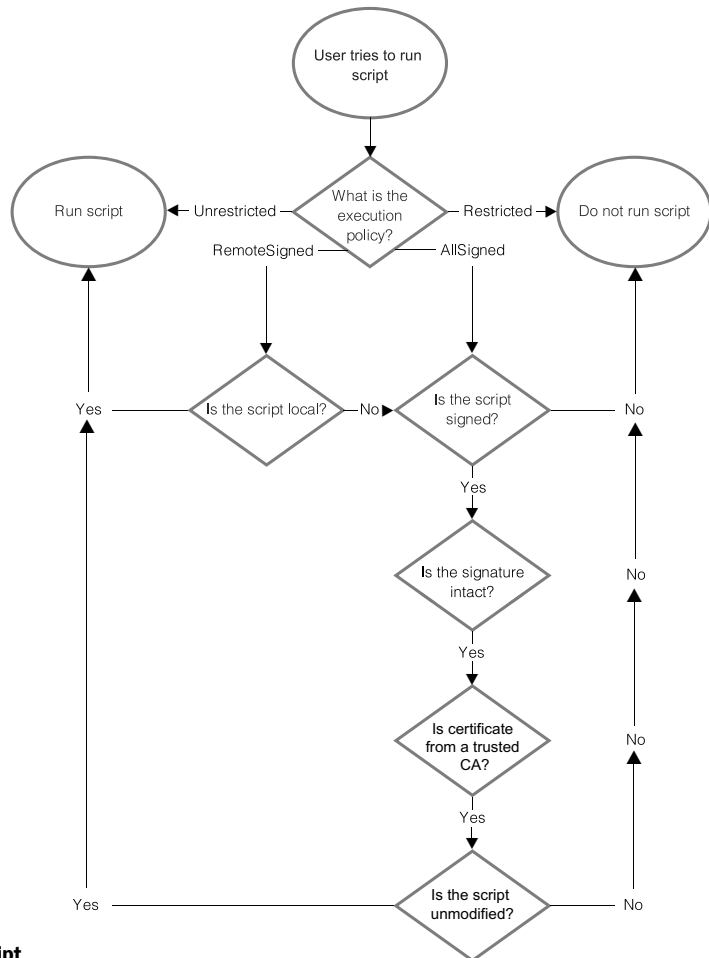 User tries to run
script
Run script
Unrestricted
What is the
execution
policy?
Restricted
Do not run script
RemoteSigned
AllSigned
Yes
Is the script local?
No
Is the script
signed?
No
Yes
Is the signature
intact?
No
Yes
Is certificate
from a trusted
CA?
No
Yes
Yes
Is the script
unmodified?
No
ipt